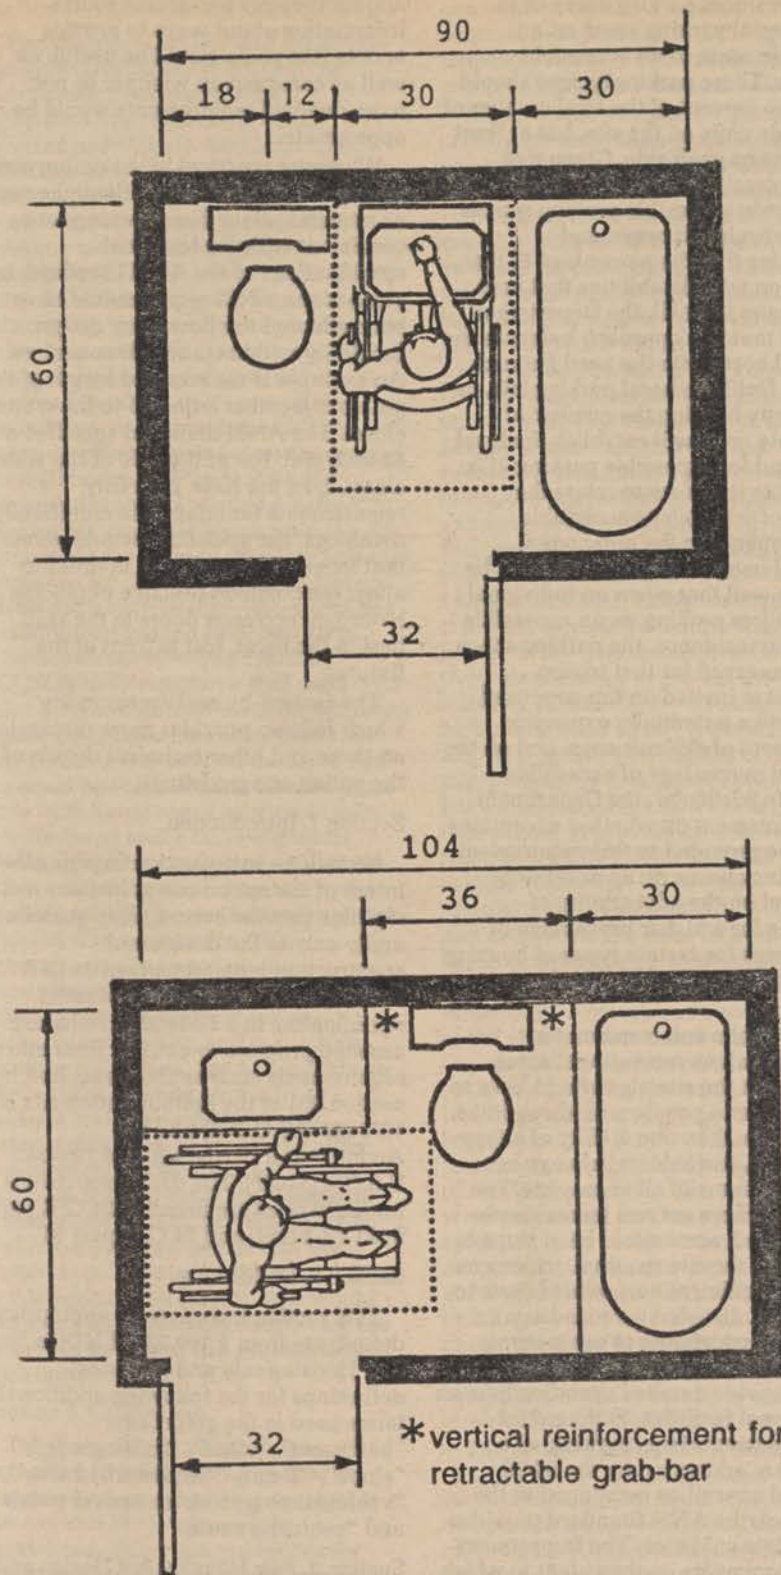 90
18 12 30 30
60
32
104
36 30
* *
60
32
* vertical reinforcement for
retractable grab-bar